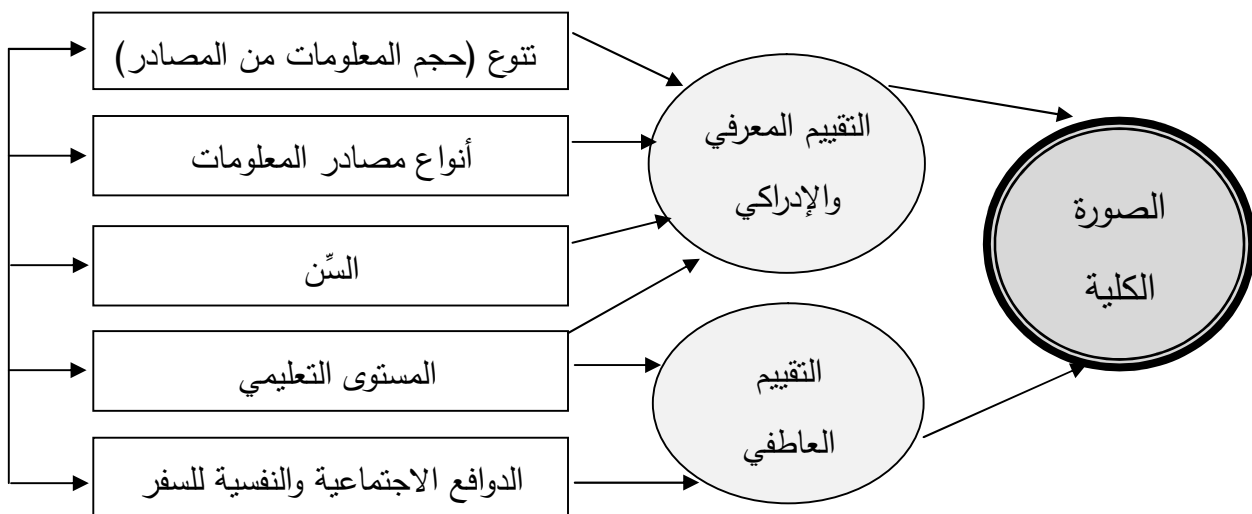 تنوع (حجم المعلومات من المصادر)
أنواع مصادر المعلومات
السِّن
المستوى التعليمي
الدوافع الاجتماعية والنفسية للسفر
التقييم المعرفي
والإدراكي
التقييم
العاطفي
الصورة
الكلية